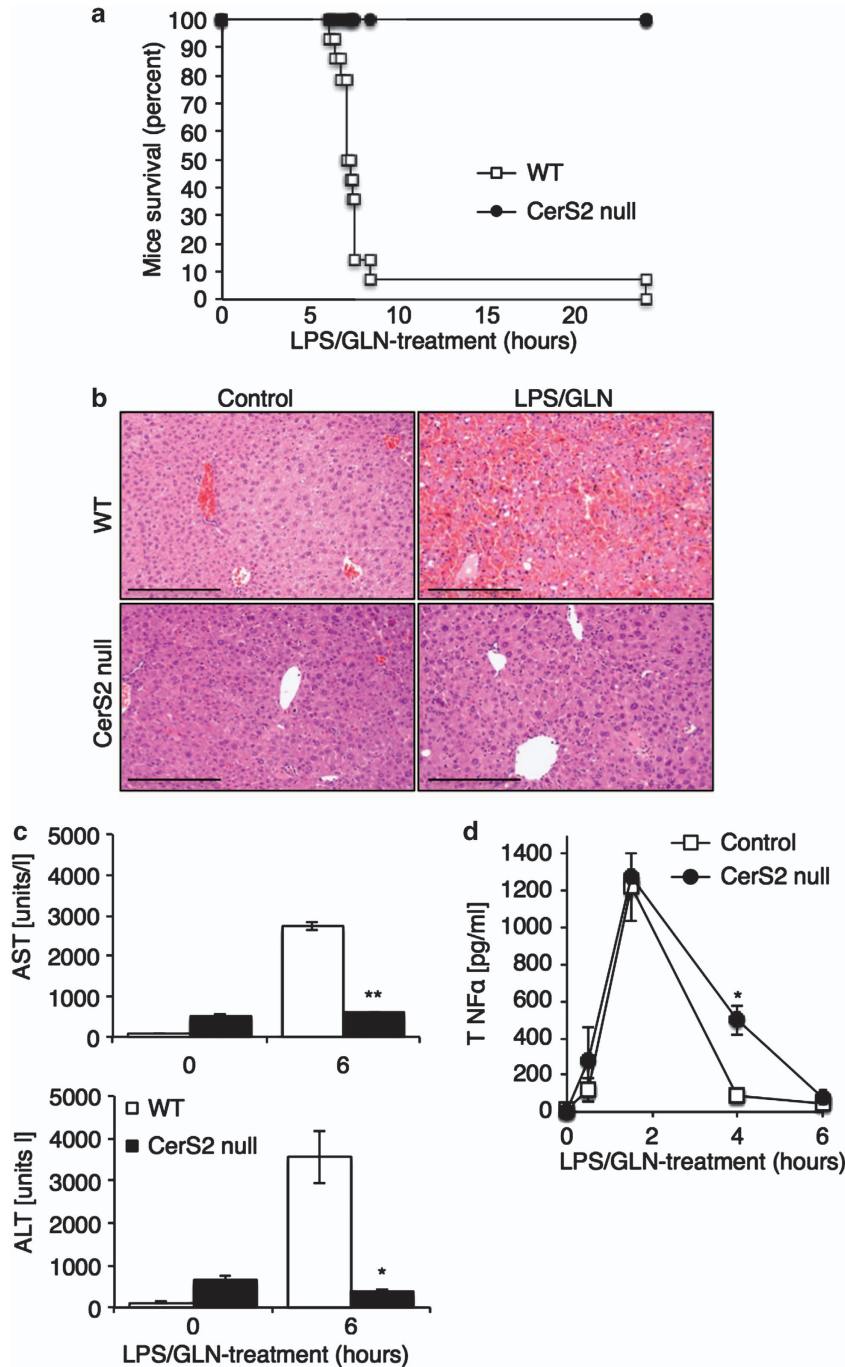 a
Mice survival (percent)
100
90
80
70
60
50
40
30
20
10
0
0 5 10 15 20
LPS/GLN-treatment (hours)
WT
CerS2 null
b
Control LPS/GLN
WT
CerS2 null
c
AST [units/l]
5000
4000
3000
2000
1000
0
**
0 6
ALT [units l]
5000
4000
3000
2000
1000
0
WT
CerS2 null
*
0 6
LPS/GLN-treatment (hours)
d
T NFα [pg/ml]
1400
1200
1000
800
600
400
200
0
Control
CerS2 null
*
0 2 4 6
LPS/GLN-treatment (hours)